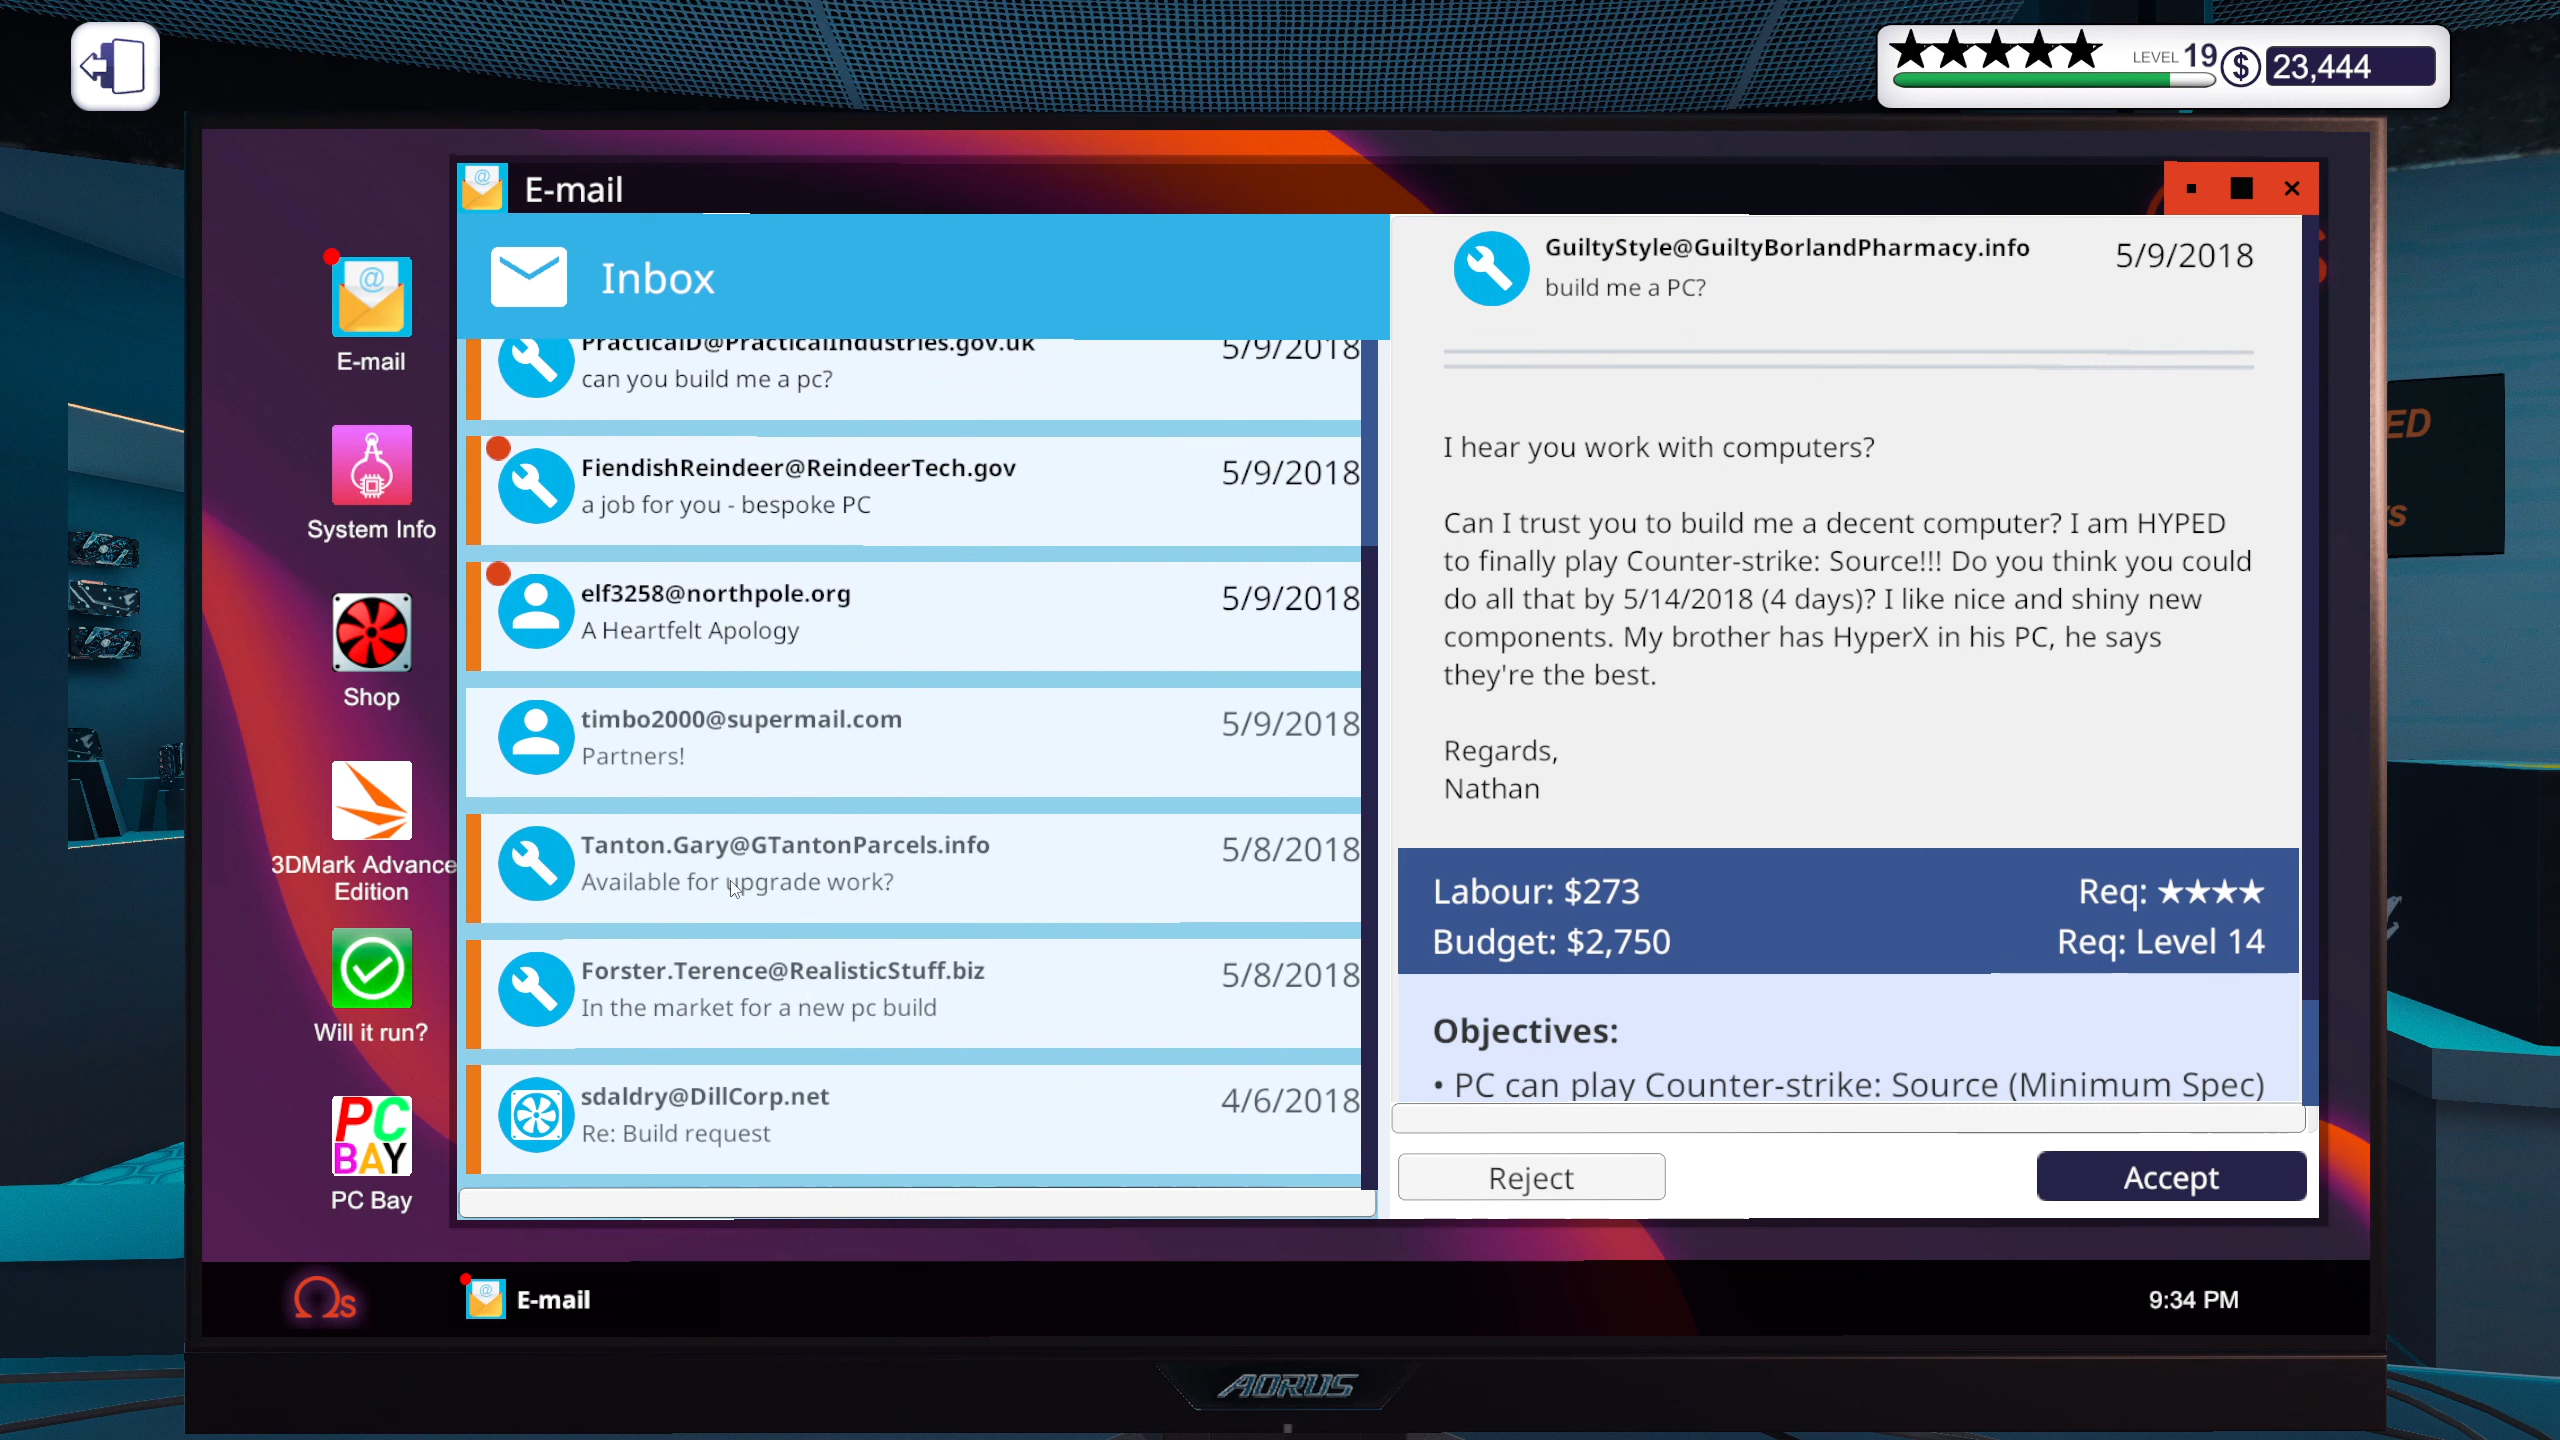 LEVEL 19 $ 23,444
E-mail
Inbox
PracticalD@PracticalIndustries.gov.uk 5/9/2018
can you build me a pc?
FiendishReindeer@ReindeerTech.gov 5/9/2018
a job for you - bespoke PC
elf3258@northpole.org 5/9/2018
A Heartfelt Apology
timbo2000@supermail.com 5/9/2018
Partners!
Tanton.Gary@GTantonParcels.info 5/8/2018
Available for upgrade work?
Forster.Terence@RealisticStuff.biz 5/8/2018
In the market for a new pc build
sdaldry@DillCorp.net 4/6/2018
Re: Build request
GuiltyStyle@GuiltyBorlandPharmacy.info 5/9/2018
build me a PC?
I hear you work with computers?
Can I trust you to build me a decent computer? I am HYPED
to finally play Counter-strike: Source!!! Do you think you could
do all that by 5/14/2018 (4 days)? I like nice and shiny new
components. My brother has HyperX in his PC, he says
they're the best.
Regards,
Nathan
Labour: $273 Req: ★★★★
Budget: $2,750 Req: Level 14
Objectives:
• PC can play Counter-strike: Source (Minimum Spec)
Reject
Accept
E-mail
System Info
Shop
3DMark Advance
Edition
Will it run?
PC
BAY
PC Bay
Ωs
E-mail
9:34 PM
AORUS